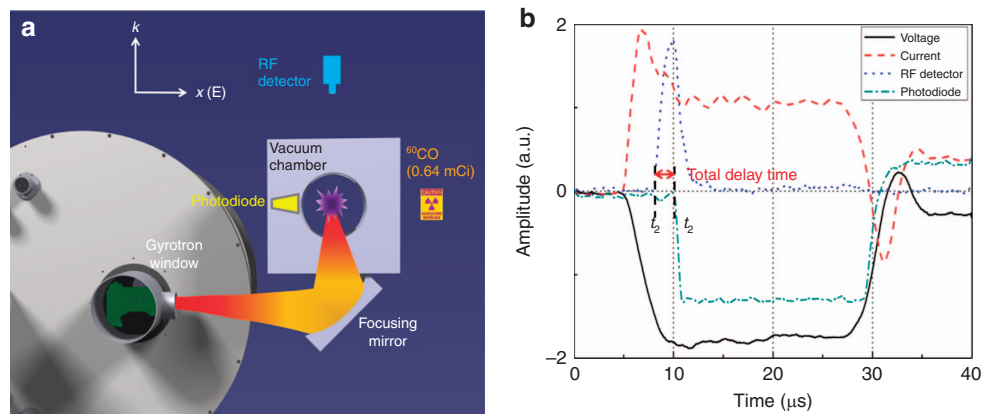 a
k
x (E)
RF
detector
Vacuum
chamber
⁶⁰CO
(0.64 mCi)
CAUTION
Photodiode
Gyrotron
window
Focusing
mirror
b
Voltage
Current
RF detector
Photodiode
2
1
0
−1
−2
Amplitude (a.u.)
Total delay time
t₂
t₂
0
10
20
30
40
Time (μs)